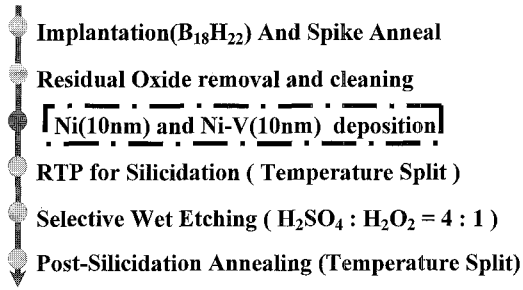 Implantation(B₁₈H₂₂) And Spike Anneal
Residual Oxide removal and cleaning
Ni(10nm) and Ni-V(10nm) deposition
RTP for Silicidation ( Temperature Split )
Selective Wet Etching ( H₂SO₄ : H₂O₂ = 4 : 1 )
Post-Silicidation Annealing (Temperature Split)